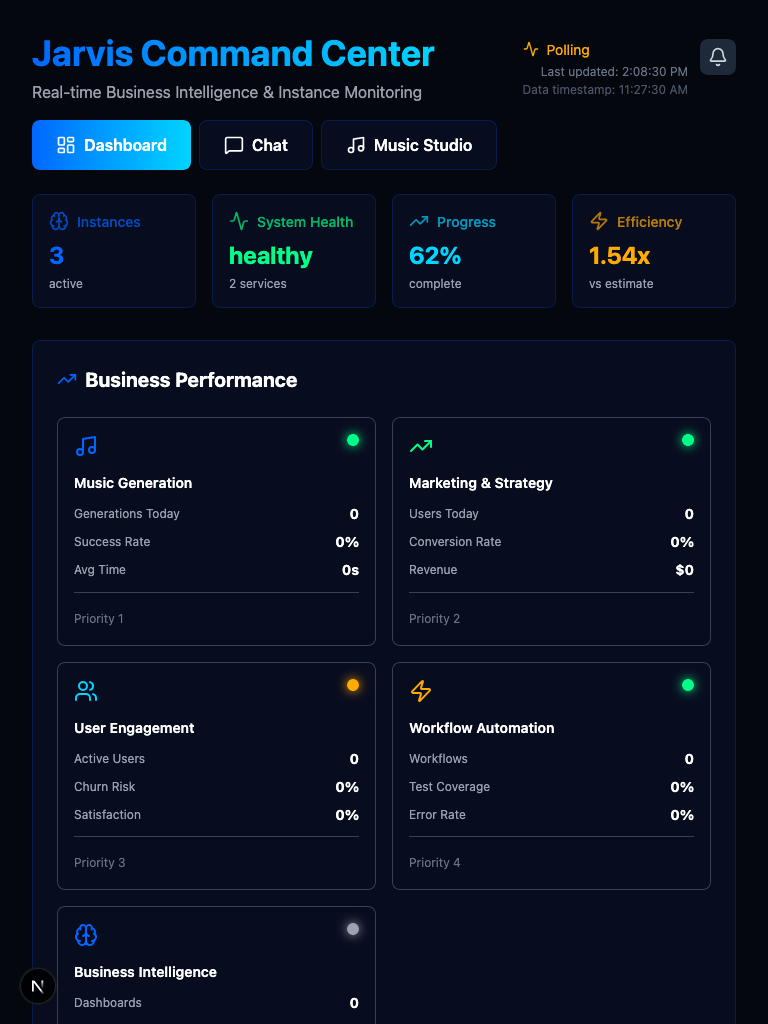 Jarvis Command Center
Real-time Business Intelligence & Instance Monitoring
Polling
Last updated: 2:08:30 PM
Data timestamp: 11:27:30 AM
Dashboard
Chat
Music Studio
Instances
3
active
System Health
healthy
2 services
Progress
62%
complete
Efficiency
1.54x
vs estimate
Business Performance
Music Generation
Generations Today 0
Success Rate 0%
Avg Time 0s
Priority 1
Marketing & Strategy
Users Today 0
Conversion Rate 0%
Revenue $0
Priority 2
User Engagement
Active Users 0
Churn Risk 0%
Satisfaction 0%
Priority 3
Workflow Automation
Workflows 0
Test Coverage 0%
Error Rate 0%
Priority 4
Business Intelligence
Dashboards 0
N